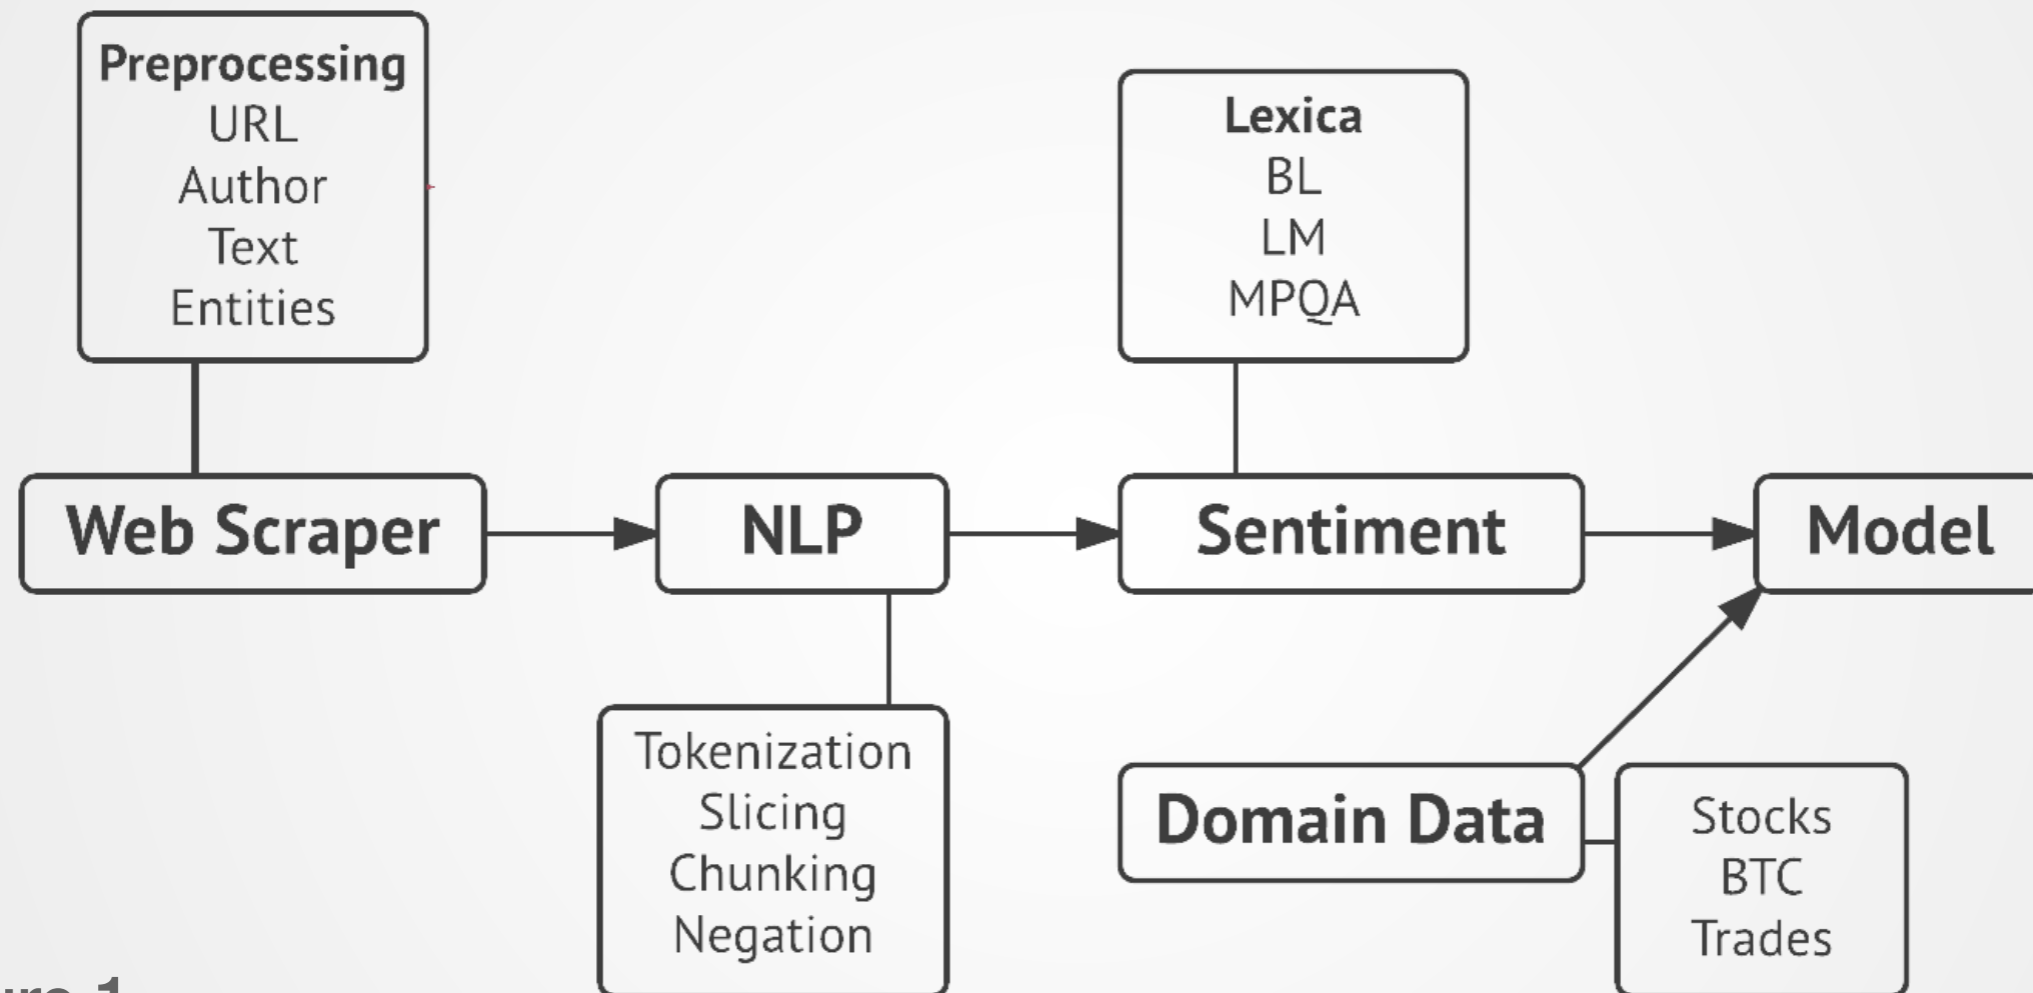 Preprocessing
URL
Author
Text
Entities
Lexica
BL
LM
MPQA
Web Scraper
NLP
Sentiment
Model
Tokenization
Slicing
Chunking
Negation
Domain Data
Stocks
BTC
Trades